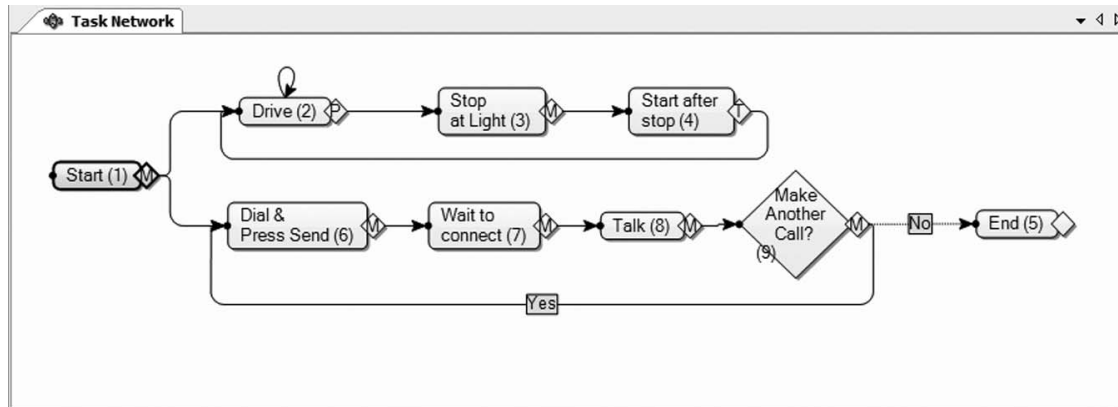 Task Network
Drive (2)
P
Stop
at Light (3)
M
Start after
stop (4)
T
Start (1)
M
Dial &
Press Send (6)
M
Wait to
connect (7)
M
Talk (8)
M
Make
Another
Call?
(9)
M
No
End (5)
Yes